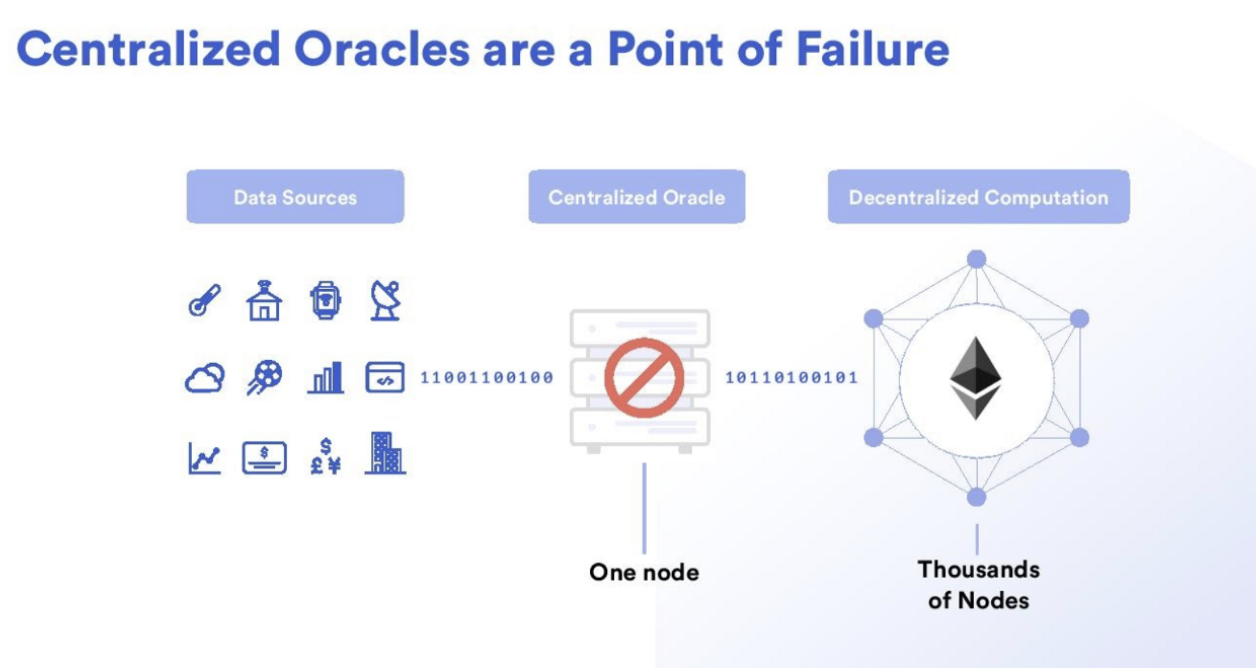 Centralized Oracles are a Point of Failure
Data Sources
Centralized Oracle
Decentralized Computation
11001100100
10110100101
</>
$
$
£ ¥
One node
Thousands
of Nodes